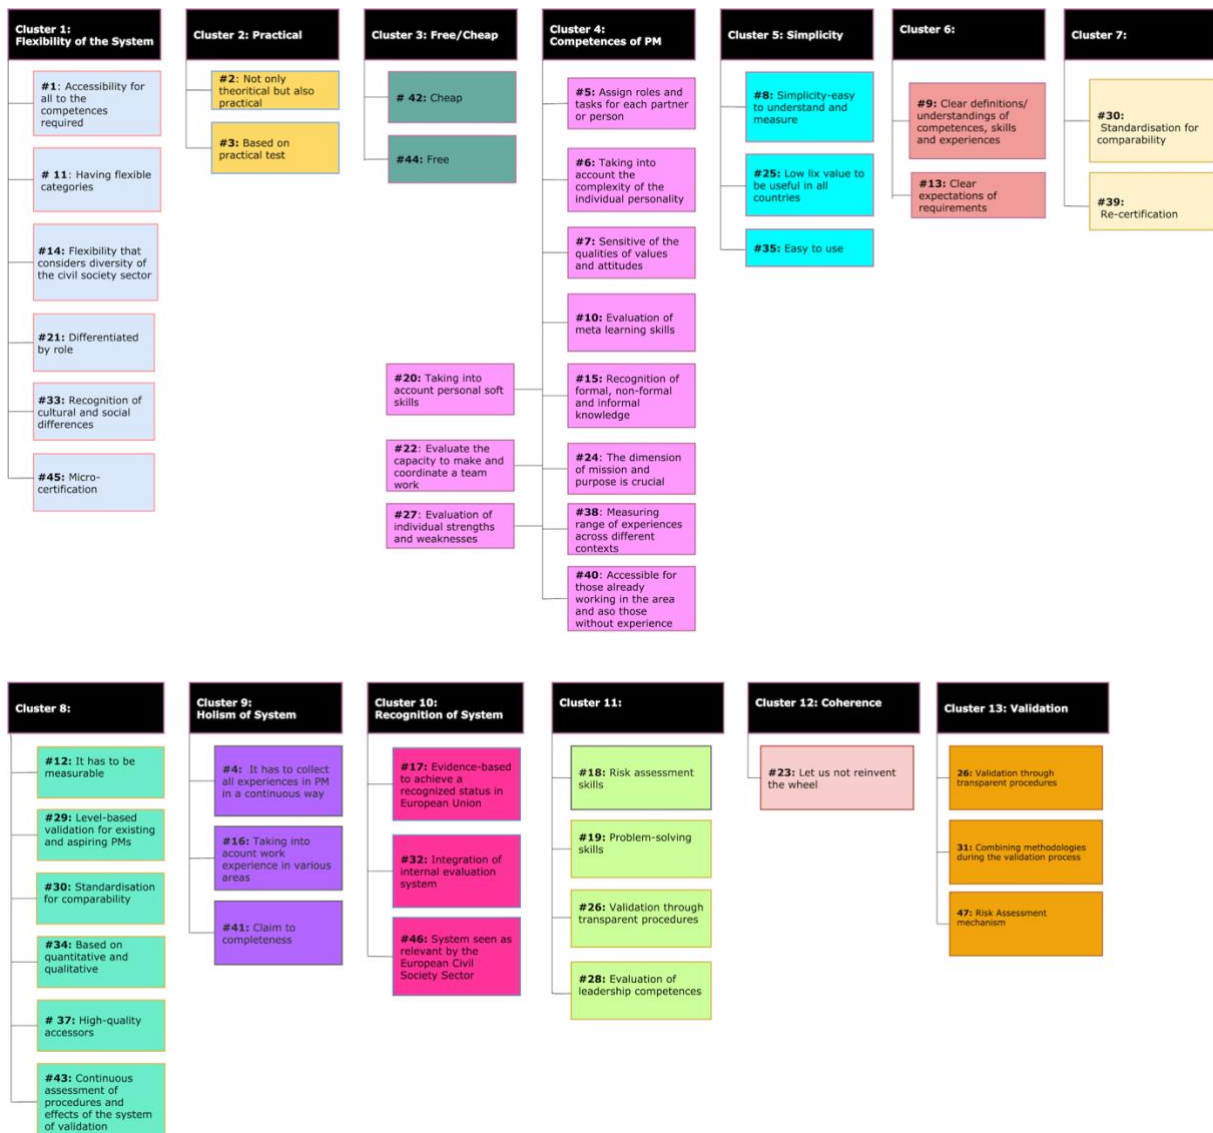 Cluster 1:
Flexibility of the System
#1: Accessibility for
all to the
competences
required
# 11: Having flexible
categories
#14: Flexibility that
considers diversity of
the civil society sector
#21: Differentiated
by role
#33: Recognition of
cultural and social
differences
#45: Micro-
certification
Cluster 2: Practical
#2: Not only
theoritical but also
practical
#3: Based on
practical test
Cluster 3: Free/Cheap
# 42: Cheap
#44: Free
Cluster 4:
Competences of PM
#5: Assign roles and
tasks for each partner
or person
#6: Taking into
account the
complexity of the
individual personality
#7: Sensitive of the
qualities of values
and attitudes
#10: Evaluation of
meta learning skills
#20: Taking into
account personal soft
skills
#15: Recognition of
formal, non-formal
and informal
knowledge
#22: Evaluate the
capacity to make and
coordinate a team
work
#24: The dimension
of mission and
purpose is crucial
#27: Evaluation of
individual strengths
and weaknesses
#38: Measuring
range of experiences
across different
contexts
#40: Accessible for
those already
working in the area
and aso those
without experience
Cluster 5: Simplicity
#8: Simplicity-easy
to understand and
measure
#25: Low lix value to
be useful in all
countries
#35: Easy to use
Cluster 6:
#9: Clear definitions/
understandings of
competences, skills
and experiences
#13: Clear
expectations of
requirements
Cluster 7:
#30:
Standardisation for
comparability
#39:
Re-certification
Cluster 8:
#12: It has to be
measurable
#29: Level-based
validation for existing
and aspiring PMs
#30: Standardisation
for comparability
#34: Based on
quantitative and
qualitative
# 37: High-quality
accessors
#43: Continuous
assessment of
procedures and
effects of the system
of validation
Cluster 9:
Holism of System
#4: It has to collect
all experiences in PM
in a continuous way
#16: Taking into
acount work
experience in various
areas
#41: Claim to
completeness
Cluster 10:
Recognition of System
#17: Evidence-based
to achieve a
recognized status in
European Union
#32: Integration of
internal evaluation
system
#46: System seen as
relevant by the
European Civil
Society Sector
Cluster 11:
#18: Risk assessment
skills
#19: Problem-solving
skills
#26: Validation through
transparent procedures
#28: Evaluation of
leadership competences
Cluster 12: Coherence
#23: Let us not reinvent
the wheel
Cluster 13: Validation
26: Validation through
transparent procedures
31: Combining methodologies
during the validation process
47: Risk Assessment
mechanism